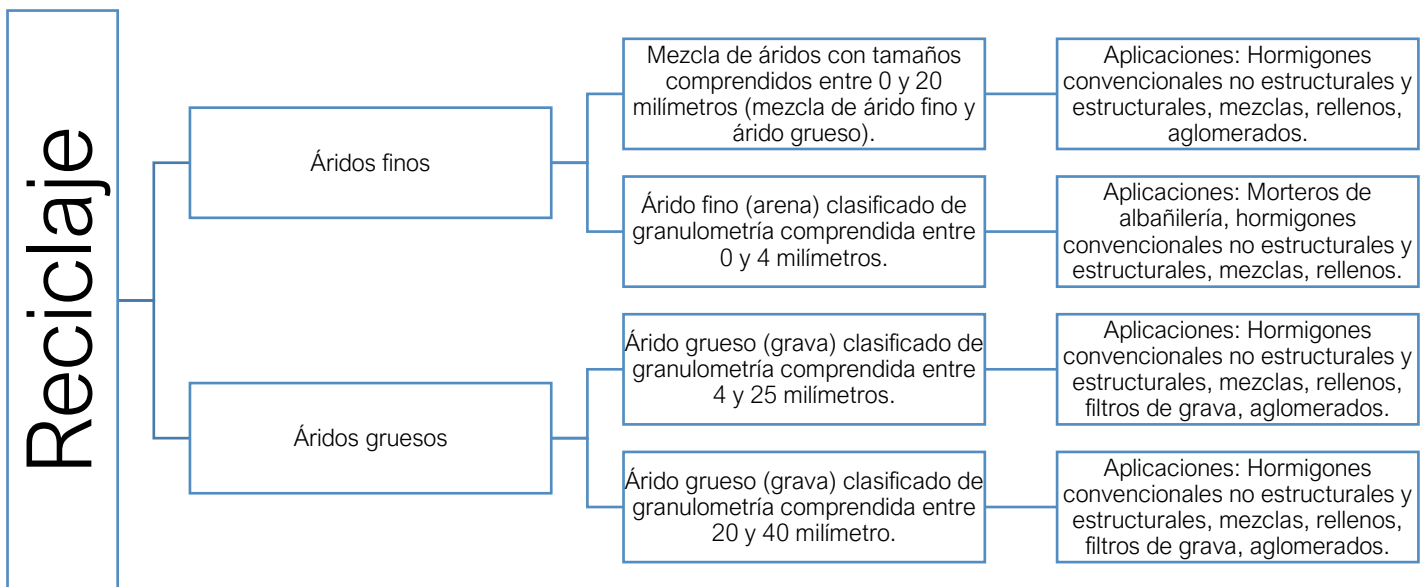 Reciclaje
Áridos finos
Mezcla de áridos con tamaños
comprendidos entre 0 y 20
milímetros (mezcla de árido fino y
árido grueso).
Aplicaciones: Hormigones
convencionales no estructurales y
estructurales, mezclas, rellenos,
aglomerados.
Árido fino (arena) clasificado de
granulometría comprendida entre
0 y 4 milímetros.
Aplicaciones: Morteros de
albañilería, hormigones
convencionales no estructurales y
estructurales, mezclas, rellenos.
Áridos gruesos
Árido grueso (grava) clasificado de
granulometría comprendida entre
4 y 25 milímetros.
Aplicaciones: Hormigones
convencionales no estructurales y
estructurales, mezclas, rellenos,
filtros de grava, aglomerados.
Árido grueso (grava) clasificado de
granulometría comprendida entre
20 y 40 milímetro.
Aplicaciones: Hormigones
convencionales no estructurales y
estructurales, mezclas, rellenos,
filtros de grava, aglomerados.